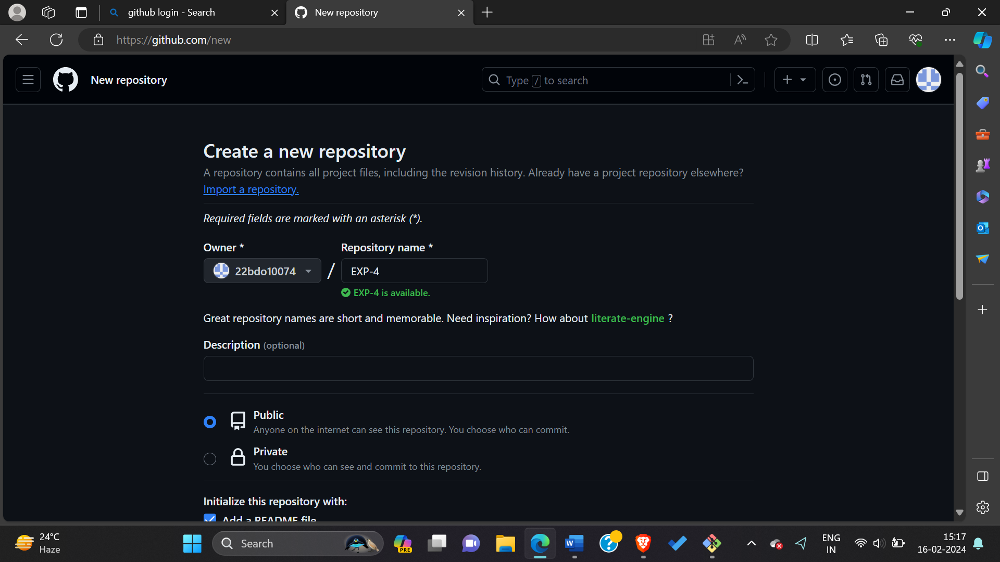 github login - Search
New repository
https://github.com/new
New repository
Type / to search
Create a new repository
A repository contains all project files, including the revision history. Already have a project repository elsewhere?
Import a repository.
Required fields are marked with an asterisk (*).
Owner *
Repository name *
22bdo10074
/
EXP-4
EXP-4 is available.
Great repository names are short and memorable. Need inspiration? How about literate-engine ?
Description (optional)
Public
Anyone on the internet can see this repository. You choose who can commit.
Private
You choose who can see and commit to this repository.
Initialize this repository with:
Add a README file
24°C
Haze
Search
PRE
ENG
IN
15:17
16-02-2024